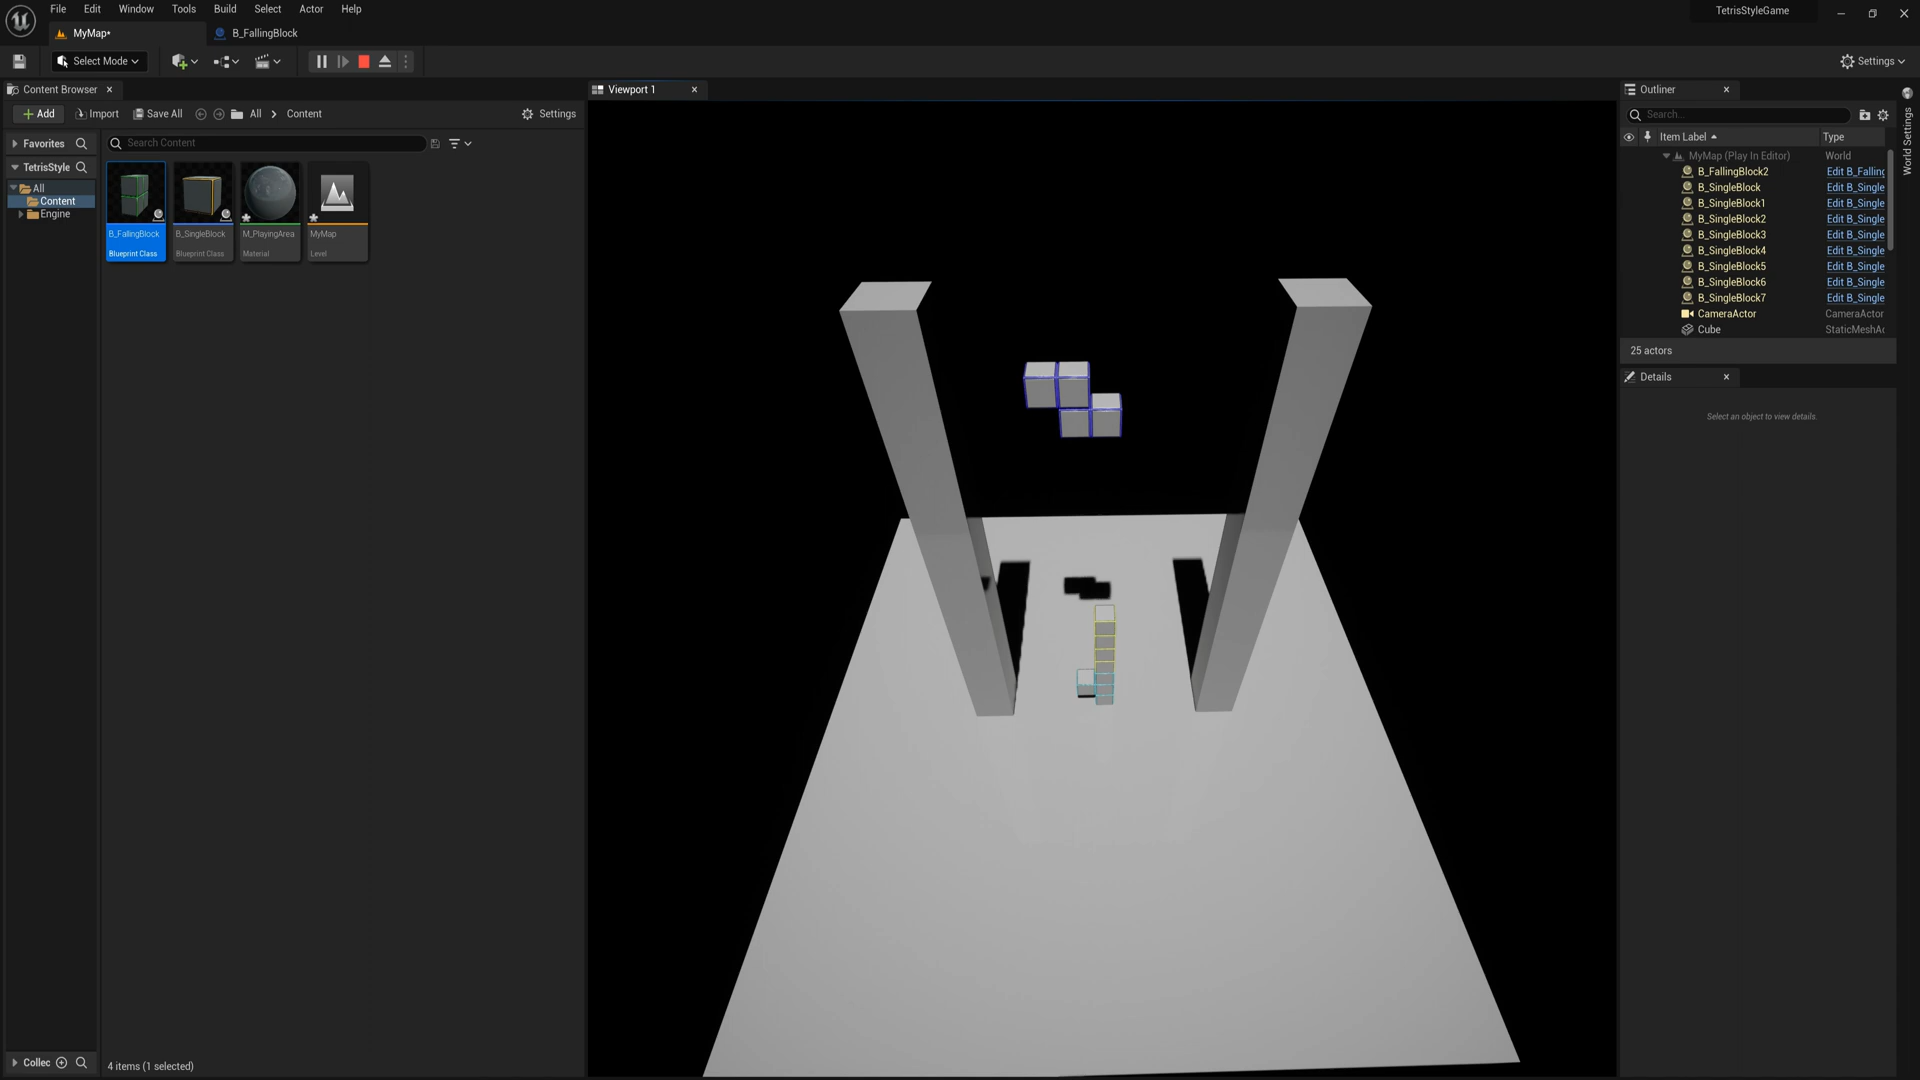 File Edit Window Tools Build Select Actor Help
TetrisStyleGame
MyMap•
B_FallingBlock
Select Mode
Settings
Content Browser
Viewport 1
Outliner
World Settings
Add
Import
Save All
All
Content
Settings
Search...
Favorites
Search Content
Item Label
Type
TetrisStyle
MyMap (Play In Editor)
World
All
Content
Engine
B_FallingBlock
Blueprint Class
B_SingleBlock
Blueprint Class
M_PlayingArea
Material
MyMap
Level
B_FallingBlock2 Edit B_Falling
B_SingleBlock Edit B_Single
B_SingleBlock1 Edit B_Single
B_SingleBlock2 Edit B_Single
B_SingleBlock3 Edit B_Single
B_SingleBlock4 Edit B_Single
B_SingleBlock5 Edit B_Single
B_SingleBlock6 Edit B_Single
B_SingleBlock7 Edit B_Single
CameraActor CameraActor
Cube StaticMeshAc
25 actors
Details
Select an object to view details.
Collec
4 items (1 selected)